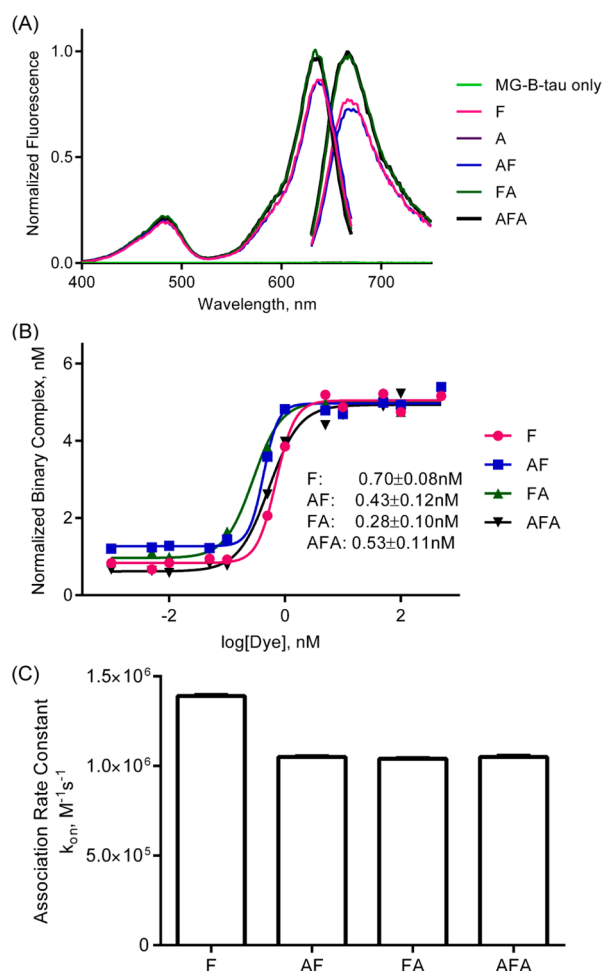 (A)
Normalized Fluorescence
1.0
0.5
0.0
400
500
600
700
Wavelength, nm
MG-B-tau only
F
A
AF
FA
AFA
(B)
Normalized Binary Complex, nM
6
4
2
0
-2
0
2
log[Dye], nM
F
AF
FA
AFA
F: 0.70±0.08nM
AF: 0.43±0.12nM
FA: 0.28±0.10nM
AFA: 0.53±0.11nM
(C)
Association Rate Constant
kon, M⁻¹s⁻¹
1.5×10⁶
1.0×10⁶
5.0×10⁵
0
F
AF
FA
AFA